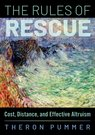 THE RULES OF
RESCUE
Cost, Distance, and Effective Altruism
THERON PUMMER